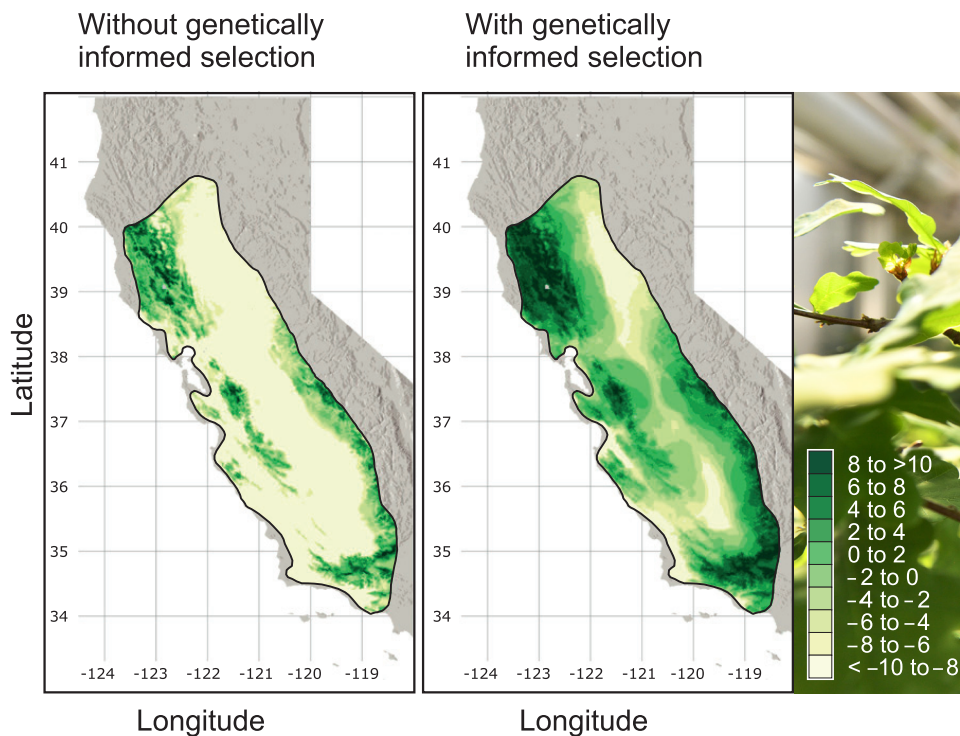 Without genetically
informed selection
With genetically
informed selection
Latitude
41
40
39
38
37
36
35
34
-124
-123
-122
-121
-120
-119
Longitude
41
40
39
38
37
36
35
34
-124
-123
-122
-121
-120
-119
Longitude
8 to >10
6 to 8
4 to 6
2 to 4
0 to 2
−2 to 0
−4 to −2
−6 to −4
−8 to −6
< −10 to −8